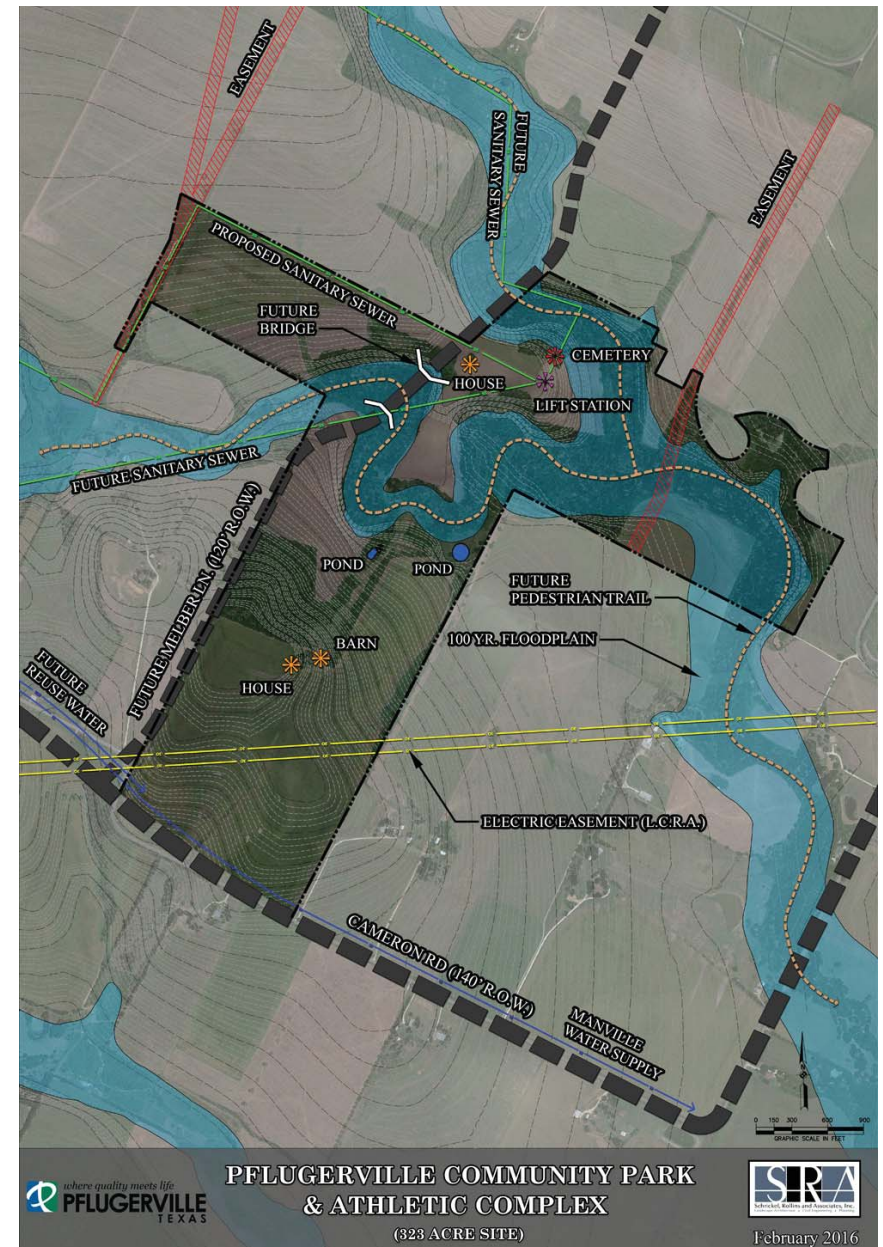 EASEMENT
FUTURE
SANITARY SEWER
EASEMENT
PROPOSED SANITARY SEWER
FUTURE
BRIDGE
HOUSE
CEMETERY
LIFT STATION
FUTURE SANITARY SEWER
FUTURE MELBER LN. (120' R.O.W.)
POND
POND
FUTURE
PEDESTRIAN TRAIL
100 YR. FLOODPLAIN
BARN
HOUSE
FUTURE
REUSE WATER
ELECTRIC EASEMENT (L.C.R.A.)
CAMERON RD (140' R.O.W.)
MANVILLE
WATER SUPPLY
0 150 300 600 900
GRAPHIC SCALE IN FEET
where quality meets life
PFLUGERVILLE
TEXAS
PFLUGERVILLE COMMUNITY PARK
& ATHLETIC COMPLEX
(323 ACRE SITE)
SRA
Schrickel, Rollins and Associates, Inc.
February 2016